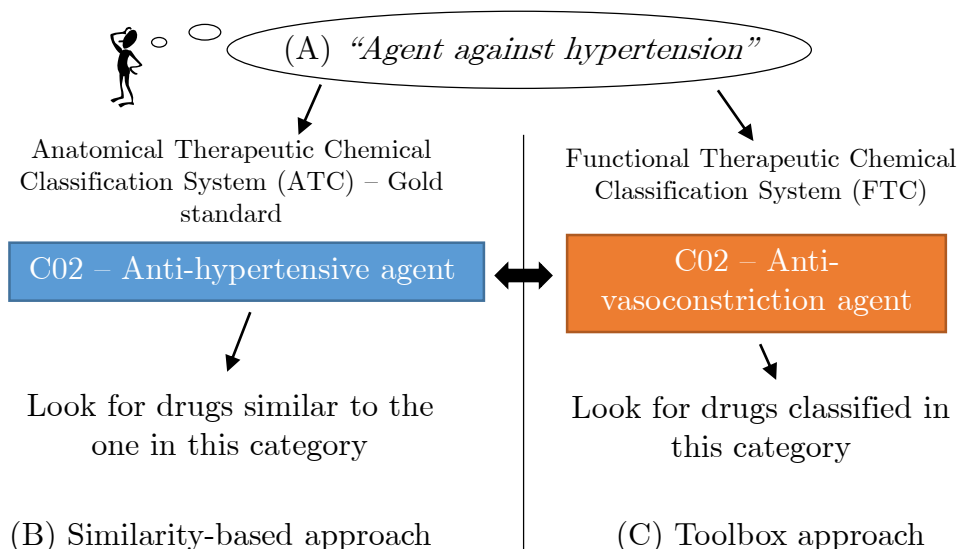 (A) “Agent against hypertension”
Anatomical Therapeutic Chemical
Classification System (ATC) – Gold
standard
C02 – Anti-hypertensive agent
Look for drugs similar to the
one in this category
(B) Similarity-based approach
Functional Therapeutic Chemical
Classification System (FTC)
C02 – Anti-
vasoconstriction agent
Look for drugs classified in
this category
(C) Toolbox approach